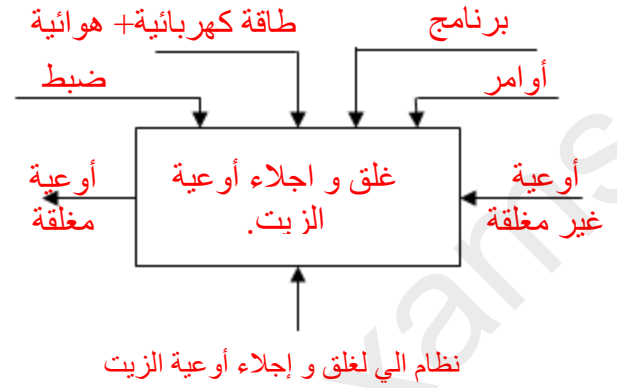 برنامج
طاقة كهربائية+ هوائية
أوامر
ضبط
أوعية
غير مغلقة
غلق و اجلاء أوعية
الزيت.
أوعية
مغلقة
نظام الي لغلق و إجلاء أوعية الزيت